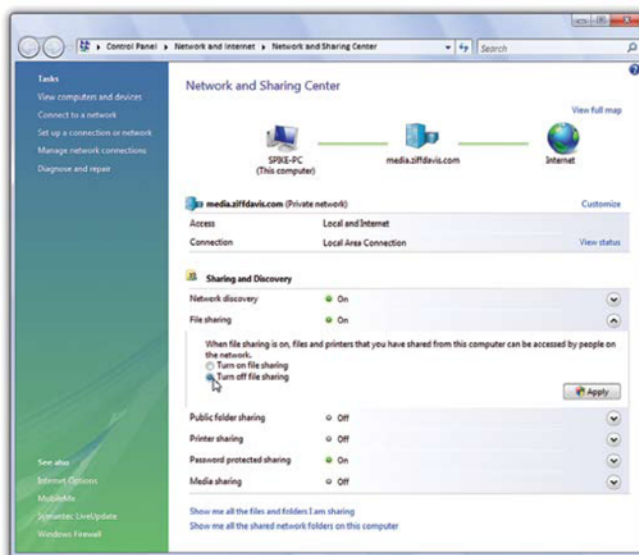 Control Panel Network and Internet Network and Sharing Center Search
Tasks
View computers and devices
Connect to a network
Set up a connection or network
Manage network connections
Diagnose and repair
See also
Internet Options
MobileMe
Symantec LiveUpdate
Windows Firewall
Network and Sharing Center
View full map
SPIKE-PC
(This computer)
media.ziffdavis.com
Internet
media.ziffdavis.com (Private network) Customize
Access Local and Internet
Connection Local Area Connection View status
Sharing and Discovery
Network discovery On
File sharing On
When file sharing is on, files and printers that you have shared from this computer can be accessed by people on
the network.
Turn on file sharing
Turn off file sharing
Apply
Public folder sharing Off
Printer sharing Off
Password protected sharing On
Media sharing Off
Show me all the files and folders I am sharing
Show me all the shared network folders on this computer